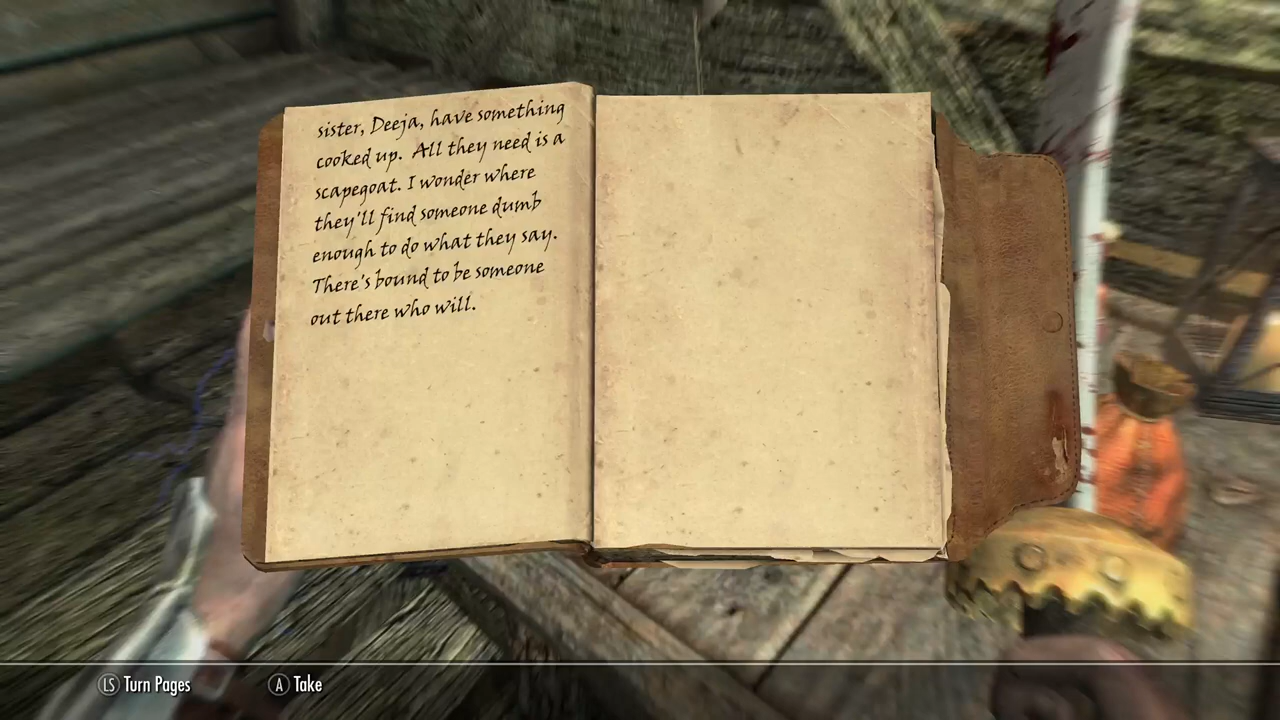 sister, Deeja, have something
cooked up. All they need is a
scapegoat. I wonder where
they'll find someone dumb
enough to do what they say.
There's bound to be someone
out there who will.
LS Turn Pages
A Take